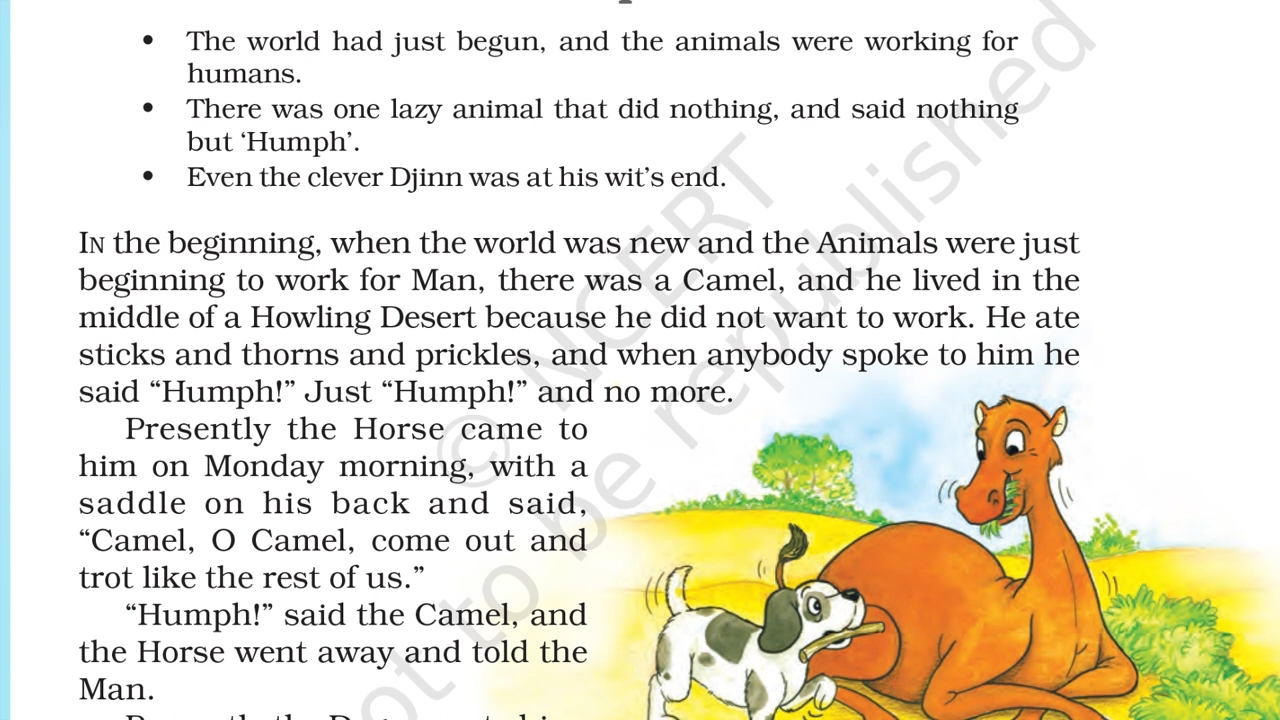 • The world had just begun, and the animals were working for
humans.
• There was one lazy animal that did nothing, and said nothing
but ‘Humph’.
• Even the clever Djinn was at his wit’s end.
IN the beginning, when the world was new and the Animals were just
beginning to work for Man, there was a Camel, and he lived in the
middle of a Howling Desert because he did not want to work. He ate
sticks and thorns and prickles, and when anybody spoke to him he
said “Humph!” Just “Humph!” and no more.
Presently the Horse came to
him on Monday morning, with a
saddle on his back and said,
“Camel, O Camel, come out and
trot like the rest of us.”
“Humph!” said the Camel, and
the Horse went away and told the
Man.
© NCERT
not to be republished